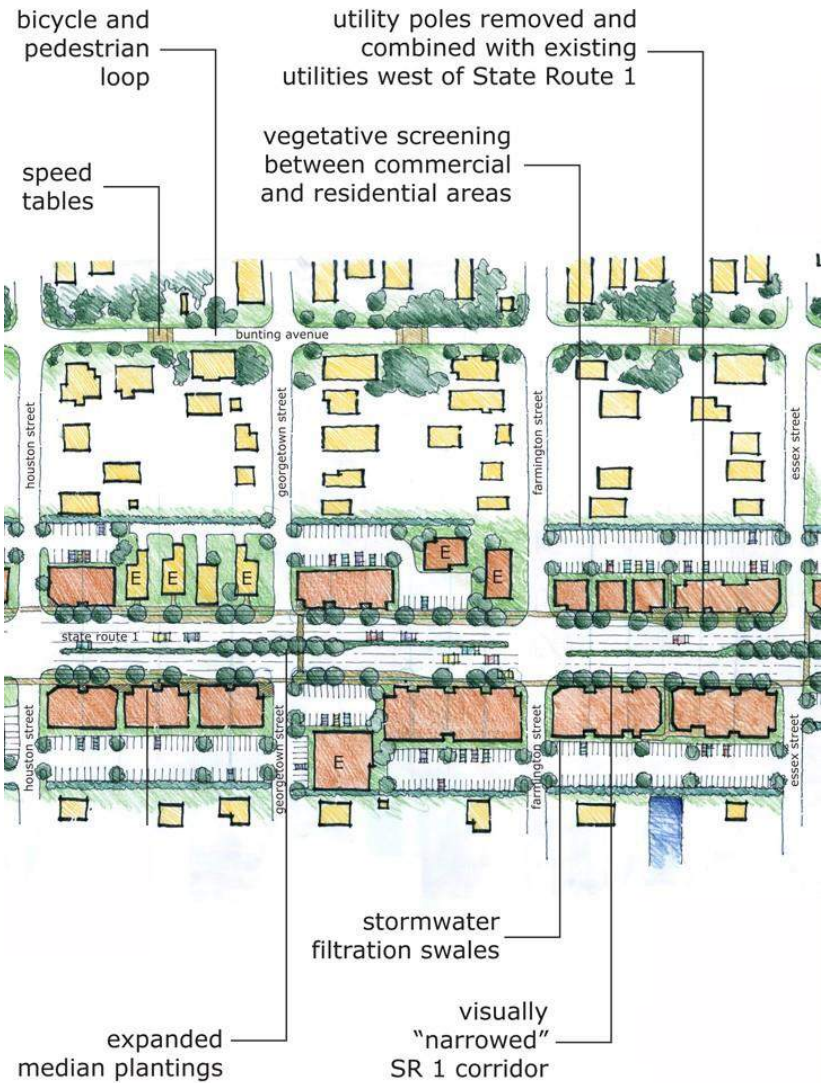 bicycle and
pedestrian
loop
utility poles removed and
combined with existing
utilities west of State Route 1
speed
tables
vegetative screening
between commercial
and residential areas
bunting avenue
houston street
georgetown street
farmington street
essex street
E
E
E
E
E
state route 1
houston street
georgetown street
farmington street
essex street
E
stormwater
filtration swales
expanded
median plantings
visually
“narrowed”
SR 1 corridor